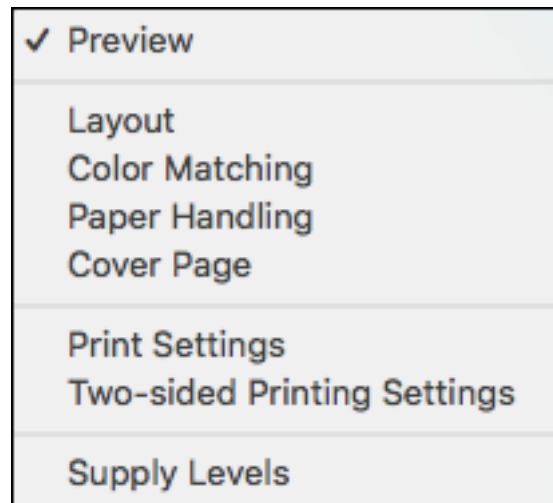 ✓ Preview
Layout
Color Matching
Paper Handling
Cover Page
Print Settings
Two-sided Printing Settings
Supply Levels